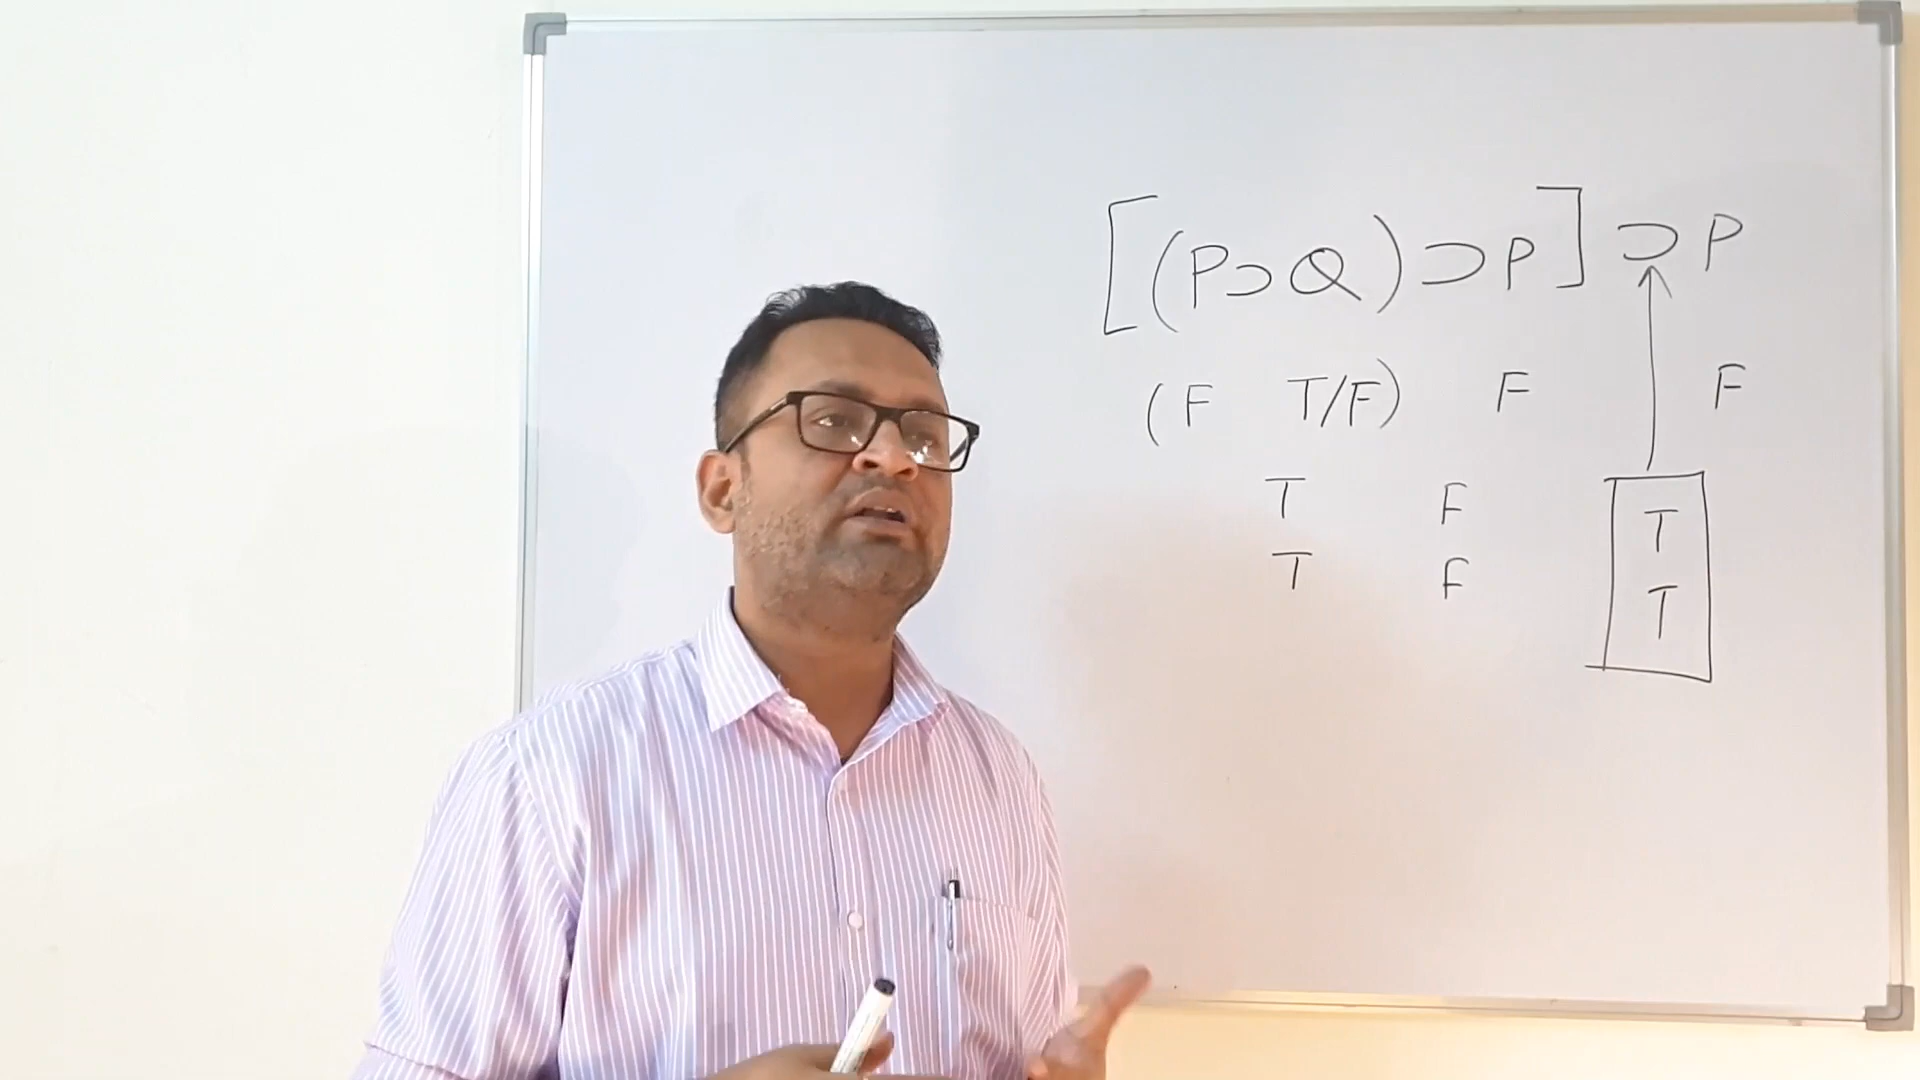 [(P⊃Q)⊃P]⊃P
(F T/F) F F
T F T
T F T